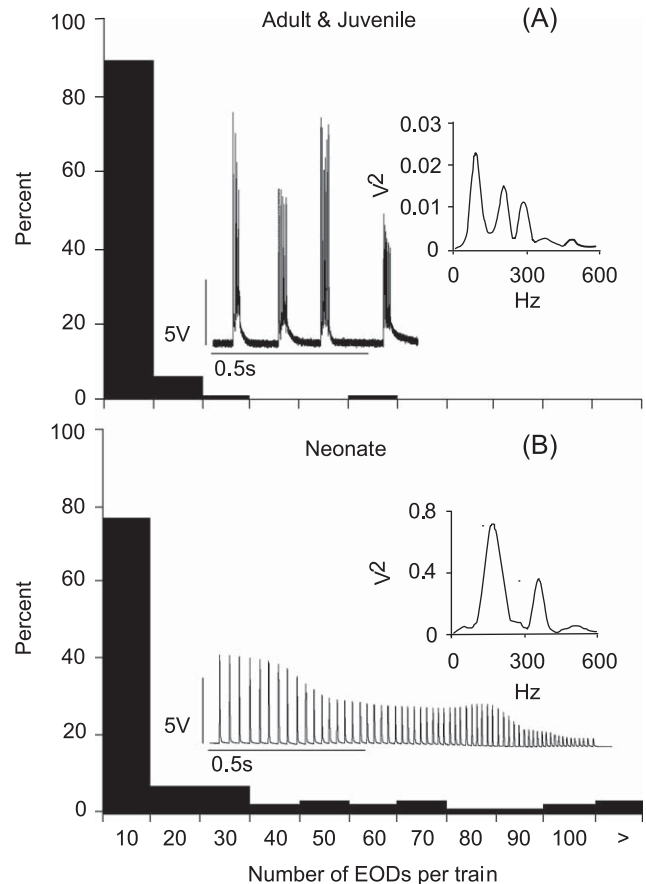 Adult & Juvenile
(A)
100
80
60
40
20
0
Percent
5V
0.5s
0.03
0.02
0.01
0
V2
0
300
600
Hz
Neonate
(B)
100
80
60
40
20
0
Percent
5V
0.5s
0.8
0.4
0
V2
0
300
600
Hz
10 20 30 40 50 60 70 80 90 100 >
Number of EODs per train